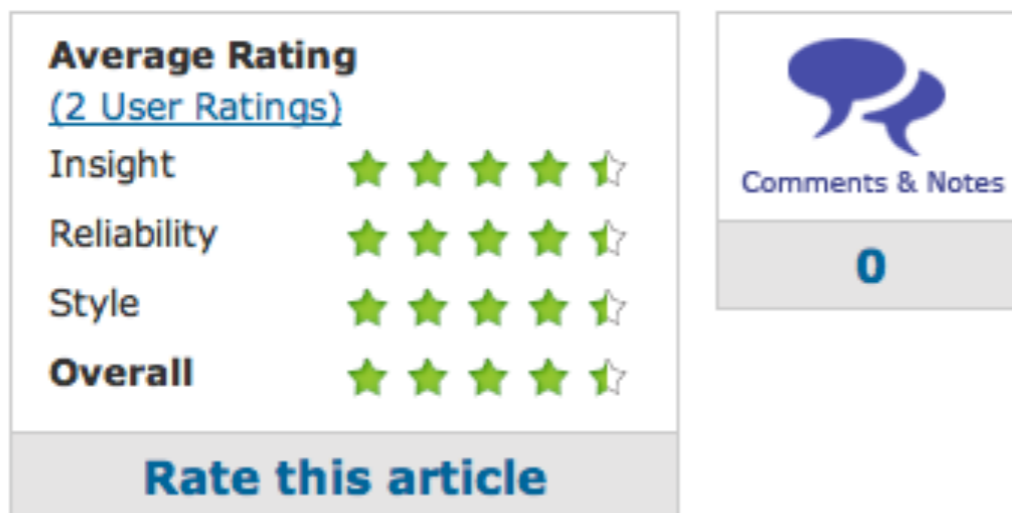 Average Rating
(2 User Ratings)
Insight
Reliability
Style
Overall
Rate this article
Comments & Notes
0